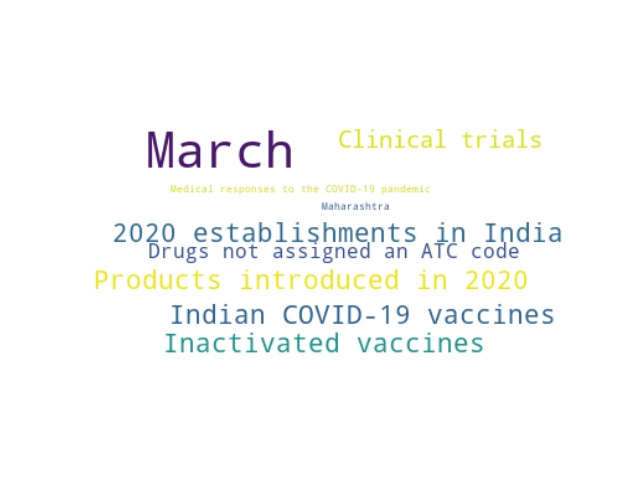 March
Clinical trials
Medical responses to the COVID-19 pandemic
Maharashtra
2020 establishments in India
Drugs not assigned an ATC code
Products introduced in 2020
Indian COVID-19 vaccines
Inactivated vaccines